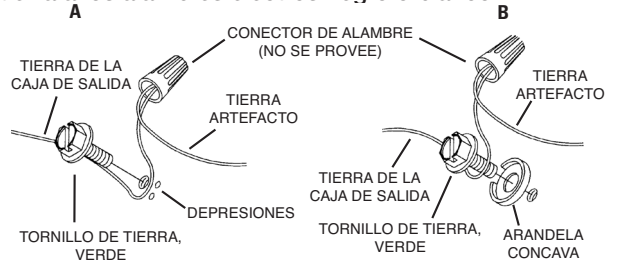 A
B
CONECTOR DE ALAMBRE
(NO SE PROVEE)
TIERRA DE LA
CAJA DE SALIDA
TIERRA
ARTEFACTO
TIERRA
ARTEFACTO
DEPRESIONES
TIERRA DE LA
CAJA DE SALIDA
TORNILLO DE TIERRA,
VERDE
TORNILLO DE TIERRA,
VERDE
ARANDELA
CONCAVA